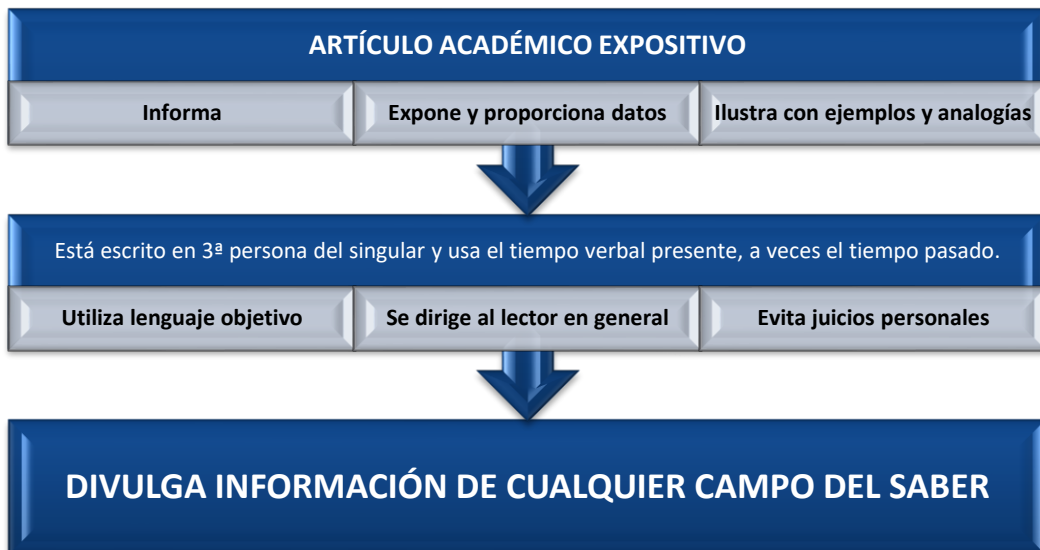 ARTÍCULO ACADÉMICO EXPOSITIVO
Informa
Expone y proporciona datos
Ilustra con ejemplos y analogías
Está escrito en 3ª persona del singular y usa el tiempo verbal presente, a veces el tiempo pasado.
Utiliza lenguaje objetivo
Se dirige al lector en general
Evita juicios personales
DIVULGA INFORMACIÓN DE CUALQUIER CAMPO DEL SABER